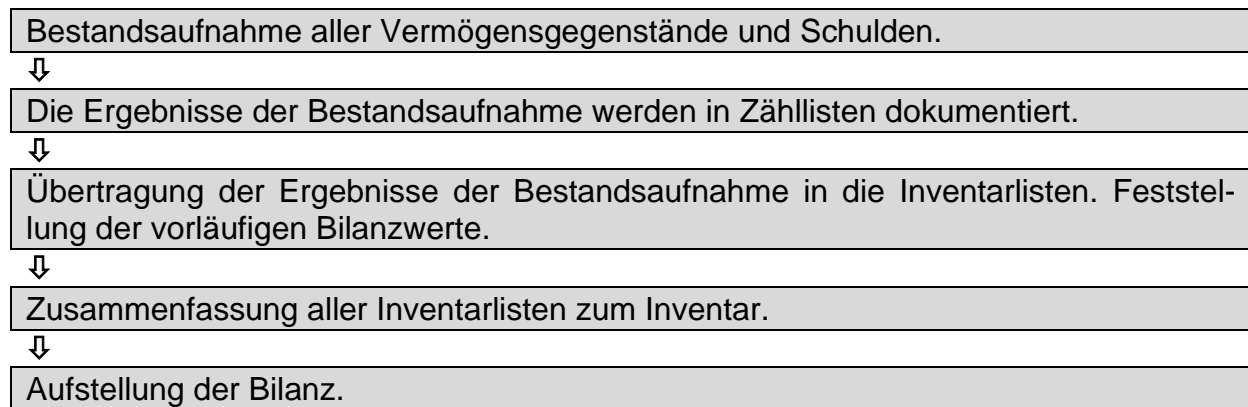 Bestandsaufnahme aller Vermögensgegenstände und Schulden.
⇩
Die Ergebnisse der Bestandsaufnahme werden in Zähllisten dokumentiert.
⇩
Übertragung der Ergebnisse der Bestandsaufnahme in die Inventarlisten. Feststel-
lung der vorläufigen Bilanzwerte.
⇩
Zusammenfassung aller Inventarlisten zum Inventar.
⇩
Aufstellung der Bilanz.